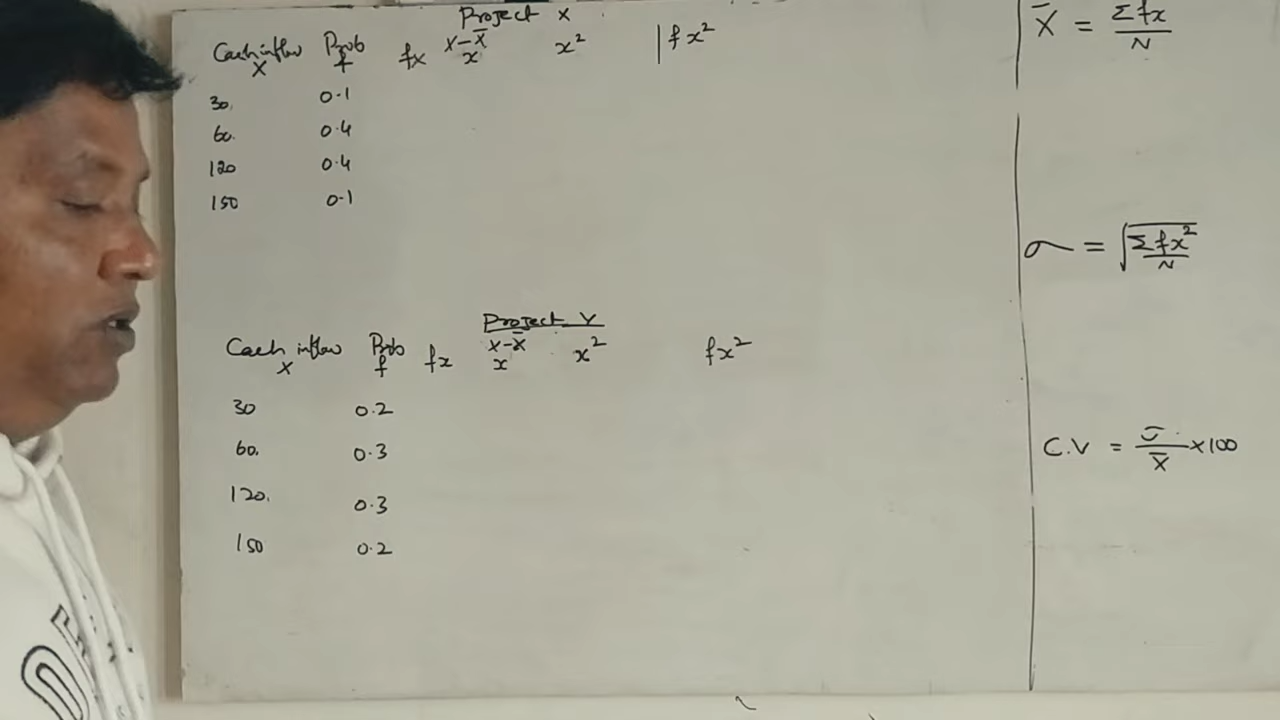 Project X
Cash inflow Prob fx X-X̄ x² | fx²
X f x
30. 0.1
60. 0.4
120 0.4
150 0.1
Project Y
Cash inflow Prob fx x-x̄ x² fx²
X f x
30 0.2
60. 0.3
120. 0.3
150 0.2
X̄ = Σfx/N
σ = √Σfx²/N
C.V = σ/X̄ ×100